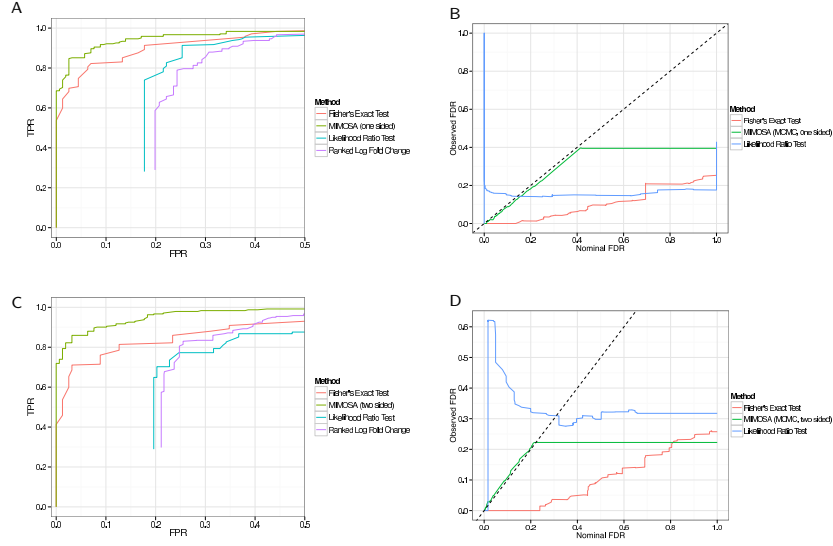 A
1.0
0.8
0.6
0.4
0.2
0.0
TPR
0.0
0.1
0.2
0.3
0.4
0.5
FPR
Method
Fisher's Exact Test
MIMOSA (one sided)
Likelihood Ratio Test
Ranked Log Fold Change
B
1.0
0.8
0.6
0.4
0.2
0.0
Observed FDR
0.0
0.2
0.4
0.6
0.8
1.0
Nominal FDR
Method
Fisher's Exact Test
MIMOSA (MCMC, one sided)
Likelihood Ratio Test
C
1.0
0.8
0.6
0.4
0.2
0.0
TPR
0.0
0.1
0.2
0.3
0.4
0.5
FPR
Method
Fisher's Exact Test
MIMOSA (two sided)
Likelihood Ratio Test
Ranked Log Fold Change
D
0.6
0.5
0.4
0.3
0.2
0.1
0.0
Observed FDR
0.0
0.2
0.4
0.6
0.8
1.0
Nominal FDR
Method
Fisher's Exact Test
MIMOSA (MCMC, two sided)
Likelihood Ratio Test